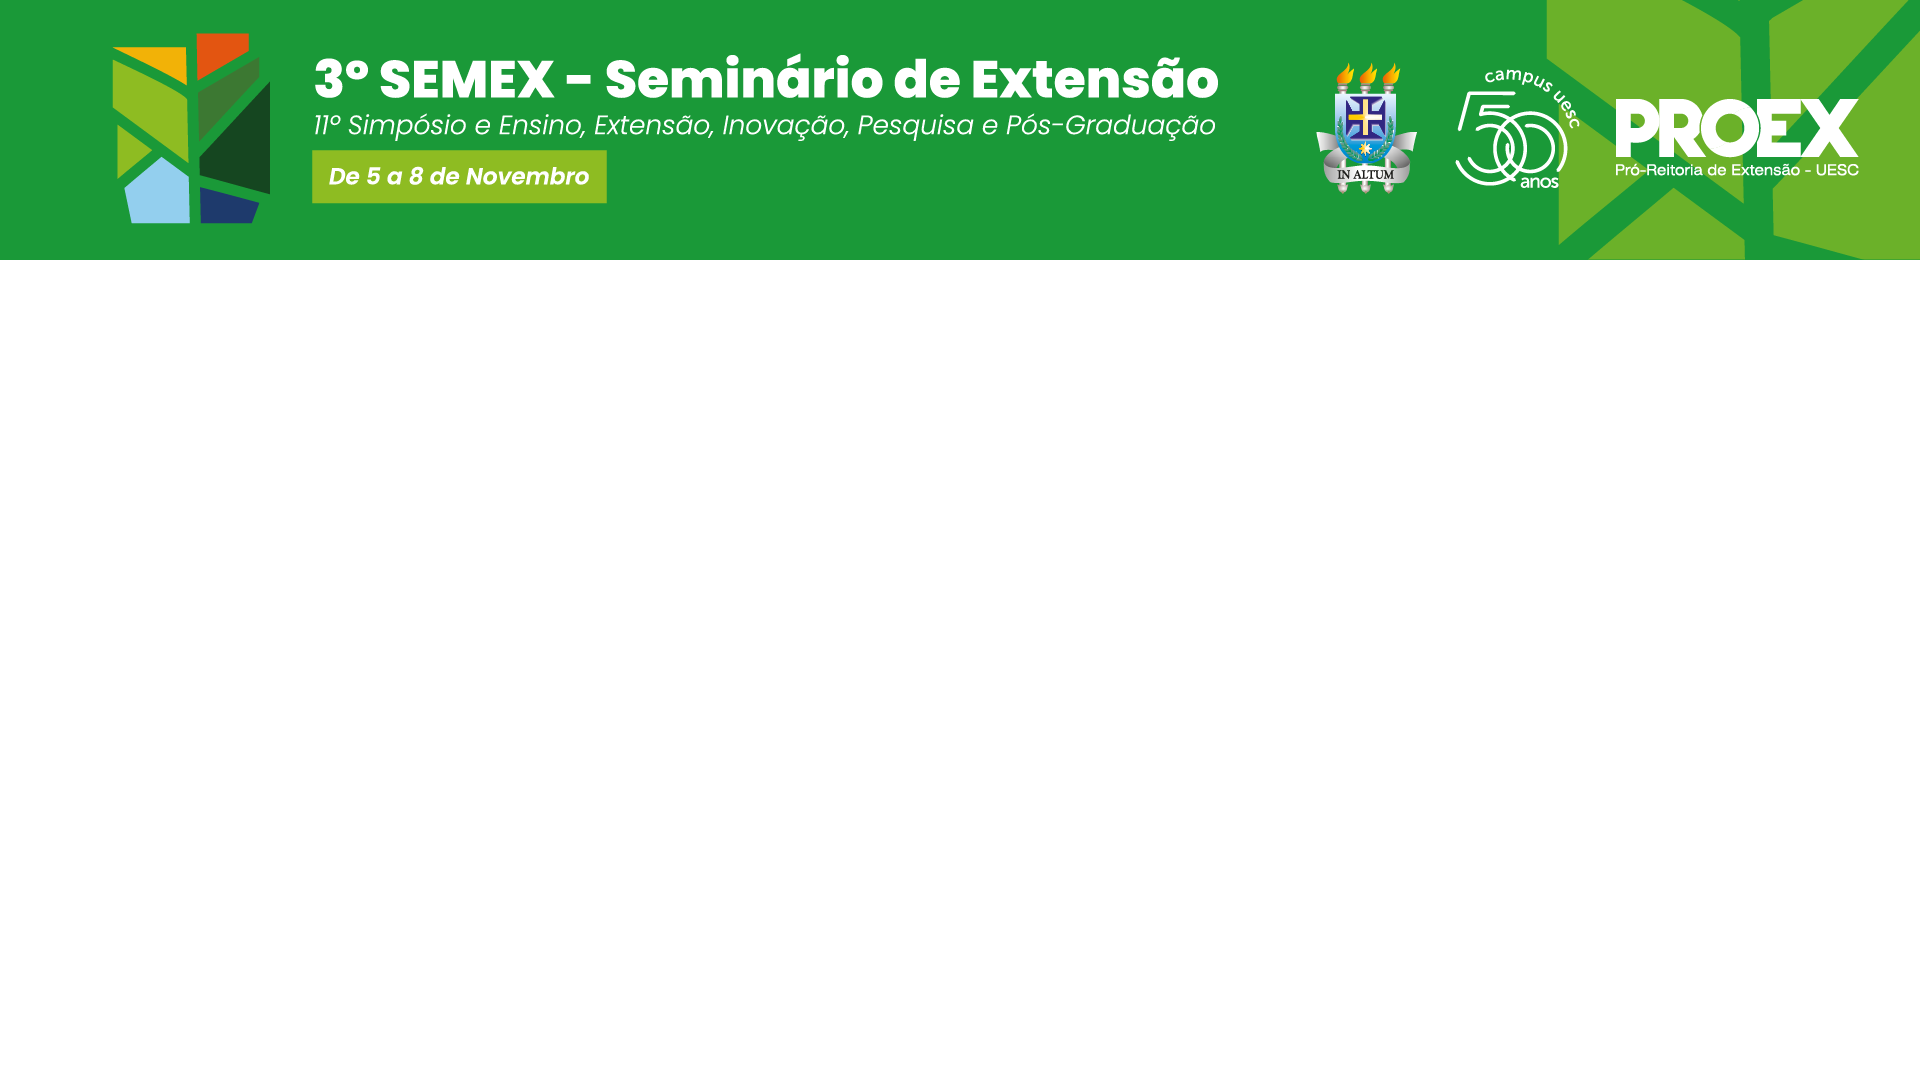 3º SEMEX - Seminário de Extensão
11º Simpósio e Ensino, Extensão, Inovação, Pesquisa e Pós-Graduação
De 5 a 8 de Novembro
IN ALTUM
campus uesc
50
anos
PROEX
Pró-Reitoria de Extensão - UESC